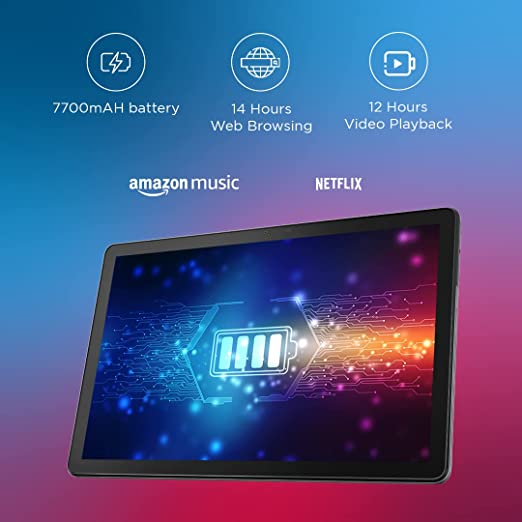 7700mAH battery
14 Hours
Web Browsing
12 Hours
Video Playback
amazon music
NETFLIX